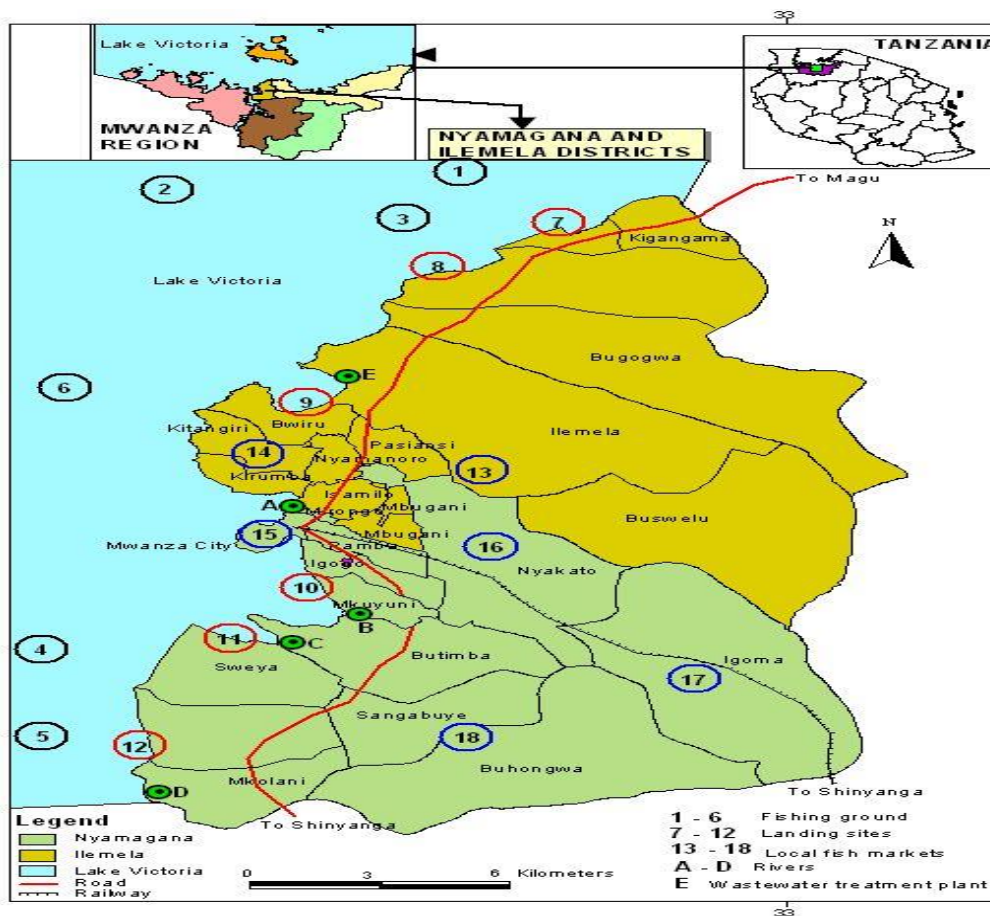 33
Lake Victoria
TANZANIA
MWANZA
REGION
NYAMAGANA AND
ILEMELA DISTRICTS
1
To Magu
2
3
7
Kigangama
N
8
Lake Victoria
Bugogwa
E
6
9
Bwiru
Kitangiri
Pasiansi
Ilemela
14
Nyamanoro
13
Kirumba
Isamilo
A
Mbugani
Buswelu
15
Mbugani
Mwanza City
Pamba
16
Igogo
Nyakato
10
Mkuyuni
B
11
C
4
Butimba
Igoma
Sweya
17
Sangabuye
5
12
18
Buhongwa
Mkolani
D
To Shinyanga
To Shinyanga
Legend
Nyamagana
Ilemela
Lake Victoria
Road
Railway
0 3 6 Kilometers
1 - 6 Fishing ground
7 - 12 Landing sites
13 - 18 Local fish markets
A - D Rivers
E Wastewater treatment plant
33